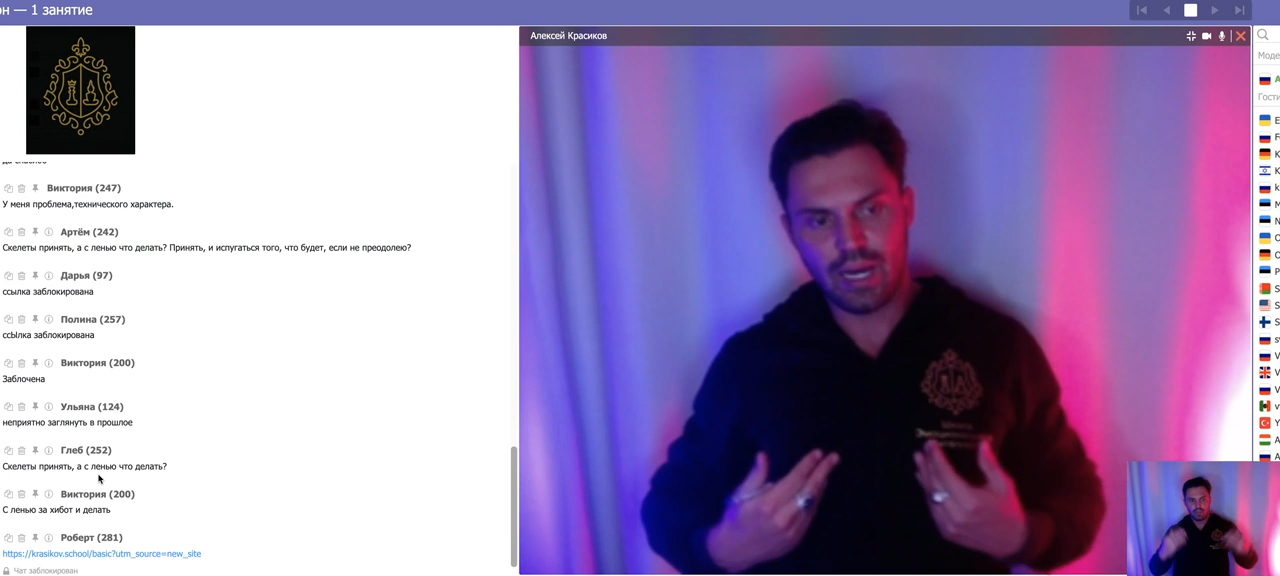 — 1 занятие
Алексей Красиков
Виктория (247)
У меня проблема,технического характера.
Артём (242)
Скелеты принять, а с ленью что делать? Принять, и испугаться того, что будет, если не преодолею?
Дарья (97)
ссылка заблокирована
Полина (257)
ссЫлка заблокирована
Виктория (200)
Заблочена
Ульяна (124)
неприятно заглянуть в прошлое
Глеб (252)
Скелеты принять, а с ленью что делать?
Виктория (200)
С ленью за хибот и делать
Роберт (281)
https://krasikov.school/basic?utm_source=new_site
Чат заблокирован